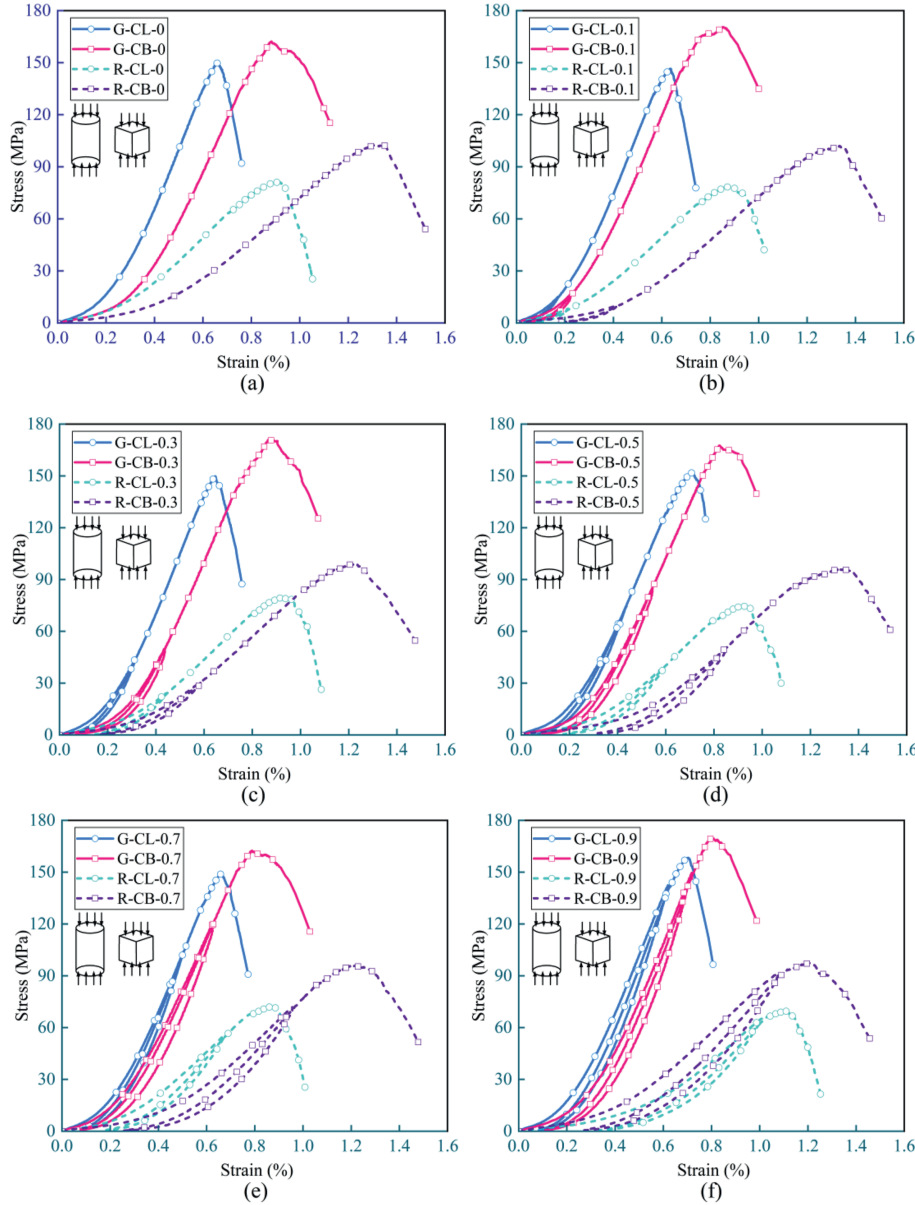 180
150
120
90
60
30
0
Stress (MPa)
G-CL-0
G-CB-0
R-CL-0
R-CB-0
0.0 0.2 0.4 0.6 0.8 1.0 1.2 1.4 1.6
Strain (%)
(a)
180
150
120
90
60
30
0
Stress (MPa)
G-CL-0.1
G-CB-0.1
R-CL-0.1
R-CB-0.1
0.0 0.2 0.4 0.6 0.8 1.0 1.2 1.4 1.6
Strain (%)
(b)
180
150
120
90
60
30
0
Stress (MPa)
G-CL-0.3
G-CB-0.3
R-CL-0.3
R-CB-0.3
0.0 0.2 0.4 0.6 0.8 1.0 1.2 1.4 1.6
Strain (%)
(c)
180
150
120
90
60
30
0
Stress (MPa)
G-CL-0.5
G-CB-0.5
R-CL-0.5
R-CB-0.5
0.0 0.2 0.4 0.6 0.8 1.0 1.2 1.4 1.6
Strain (%)
(d)
180
150
120
90
60
30
0
Stress (MPa)
G-CL-0.7
G-CB-0.7
R-CL-0.7
R-CB-0.7
0.0 0.2 0.4 0.6 0.8 1.0 1.2 1.4 1.6
Strain (%)
(e)
180
150
120
90
60
30
0
Stress (MPa)
G-CL-0.9
G-CB-0.9
R-CL-0.9
R-CB-0.9
0.0 0.2 0.4 0.6 0.8 1.0 1.2 1.4 1.6
Strain (%)
(f)